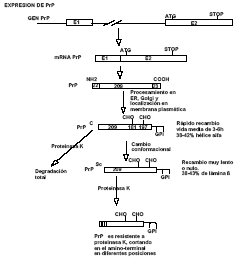 EXPRESION DE PrP
ATG STOP
GEN PrP E1 E2
ATG STOP
mRNA PrP E1 E2
NH2 COOH
PrP 22 209 23
Procesamiento en
ER, Golgi y
localización en
membrana plasmática
CHO CHO
PrP C 209 181 197 GPI
Rápido recambio
vida media de 3-6h
38-42% hélice alfa
Proteinasa K
Cambio
conformacional
Degradación
total
PrP Sc CHO CHO
209 GPI
Recambio muy lento
o nulo.
38-43% de lámina ß
Proteinasa K
CHO CHO
GPI
PrP es resistente a
proteinasa K, cortando
en el amino-terminal
en diferentes posiciones